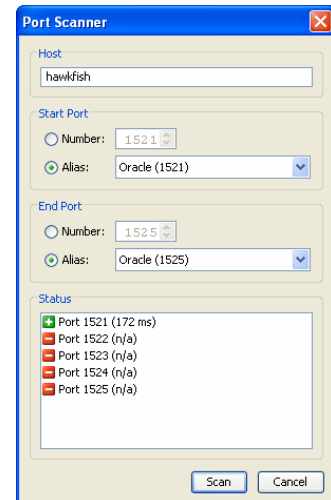 Port Scanner
Host
hawkfish
Start Port
Number: 1521
Alias: Oracle (1521)
End Port
Number: 1525
Alias: Oracle (1525)
Status
Port 1521 (172 ms)
Port 1522 (n/a)
Port 1523 (n/a)
Port 1524 (n/a)
Port 1525 (n/a)
Scan Cancel